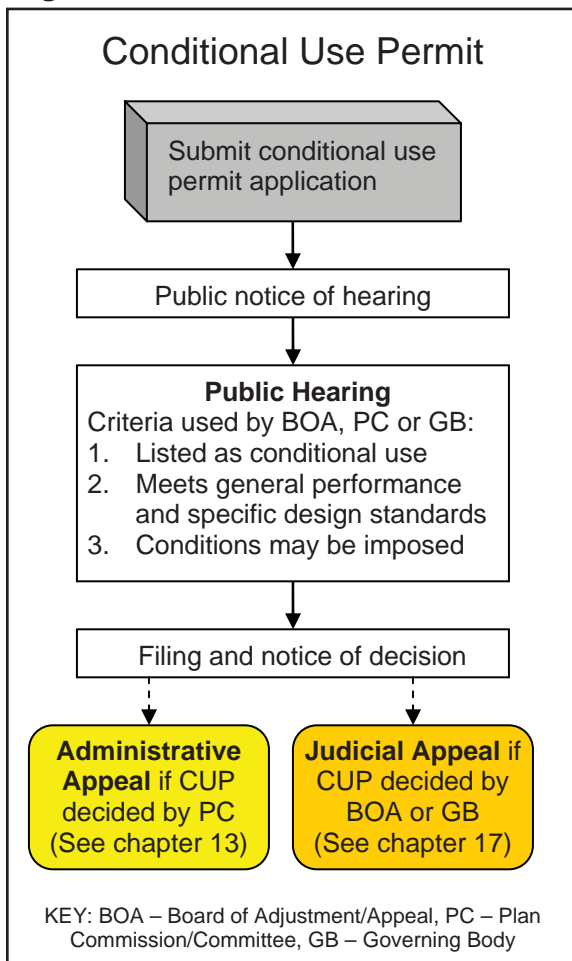 Conditional Use Permit
Submit conditional use
permit application
Public notice of hearing
Public Hearing
Criteria used by BOA, PC or GB:
1. Listed as conditional use
2. Meets general performance
and specific design standards
3. Conditions may be imposed
Filing and notice of decision
Administrative
Appeal if CUP
decided by PC
(See chapter 13)
Judicial Appeal if
CUP decided by
BOA or GB
(See chapter 17)
KEY: BOA – Board of Adjustment/Appeal, PC – Plan
Commission/Committee, GB – Governing Body